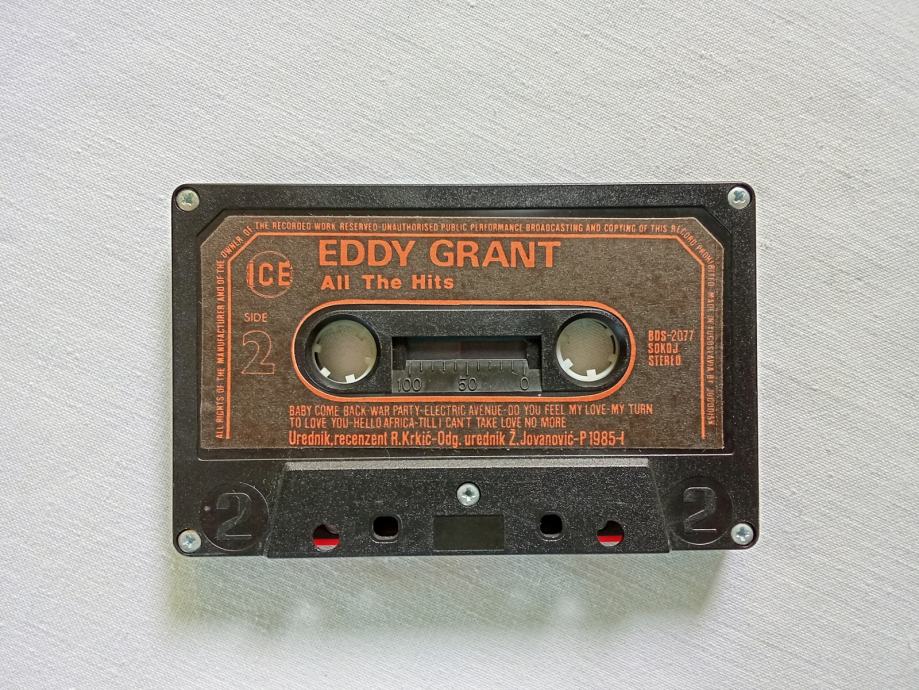 ALL RIGHTS OF THE MANUFACTURER AND OF THE OWNER OF THE RECORDED WORK RESERVED-UNAUTHORISED PUBLIC PERFORMANCE BROADCASTING AND COPYING OF THIS RECORD PROHIBITED MADE IN YUGOSLAVIA BY JUGODISK
EDDY GRANT
ICE
All The Hits
SIDE
2
BDS-2077
SOKOJ
STEREO
100 50 0
BABY COME BACK-WAR PARTY-ELECTRIC AVENUE-DO YOU FEEL MY LOVE-MY TURN
TO LOVE YOU-HELLO AFRICA-TILL I CAN'T TAKE LOVE NO MORE
Urednik,recenzent R.Krkić-Odg. urednik Ž.Jovanović-P 1985-I
2 2